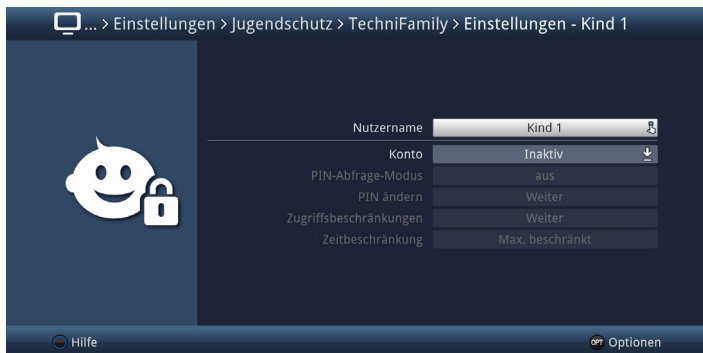 ... > Einstellungen > Jugendschutz > TechniFamily > Einstellungen - Kind 1
Nutzername Kind 1
Konto Inaktiv
PIN-Abfrage-Modus aus
PIN ändern Weiter
Zugriffsbeschränkungen Weiter
Zeitbeschränkung Max. beschränkt
Hilfe OPT Optionen